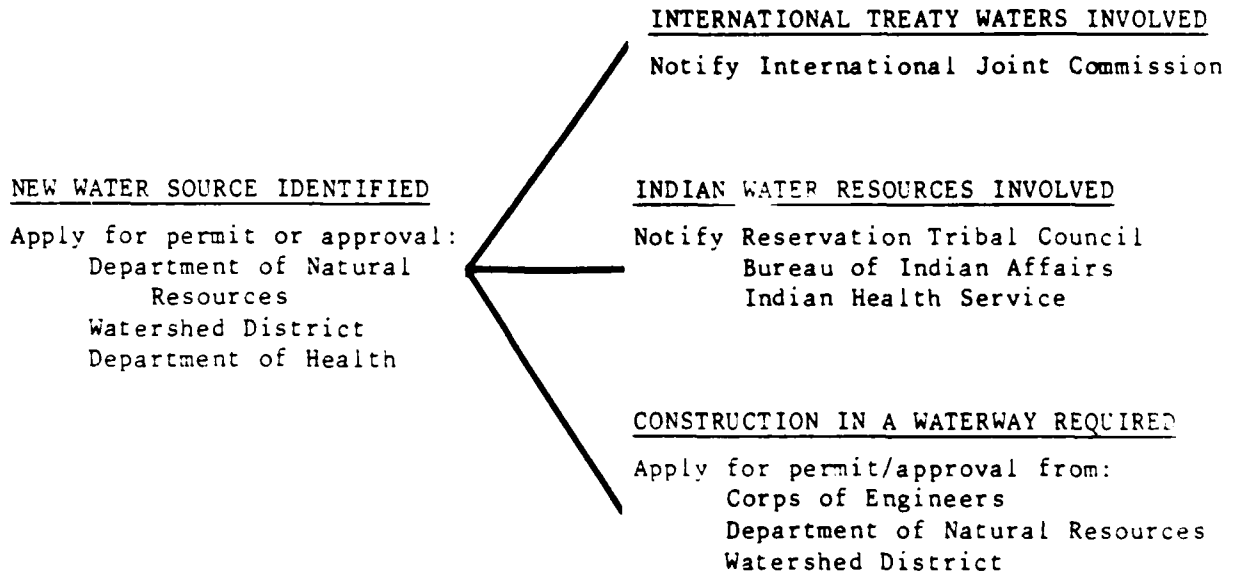 INTERNATIONAL TREATY WATERS INVOLVED
Notify International Joint Commission
NEW WATER SOURCE IDENTIFIED
Apply for permit or approval:
Department of Natural
Resources
Watershed District
Department of Health
INDIAN WATER RESOURCES INVOLVED
Notify Reservation Tribal Council
Bureau of Indian Affairs
Indian Health Service
CONSTRUCTION IN A WATERWAY REQUIRED
Apply for permit/approval from:
Corps of Engineers
Department of Natural Resources
Watershed District